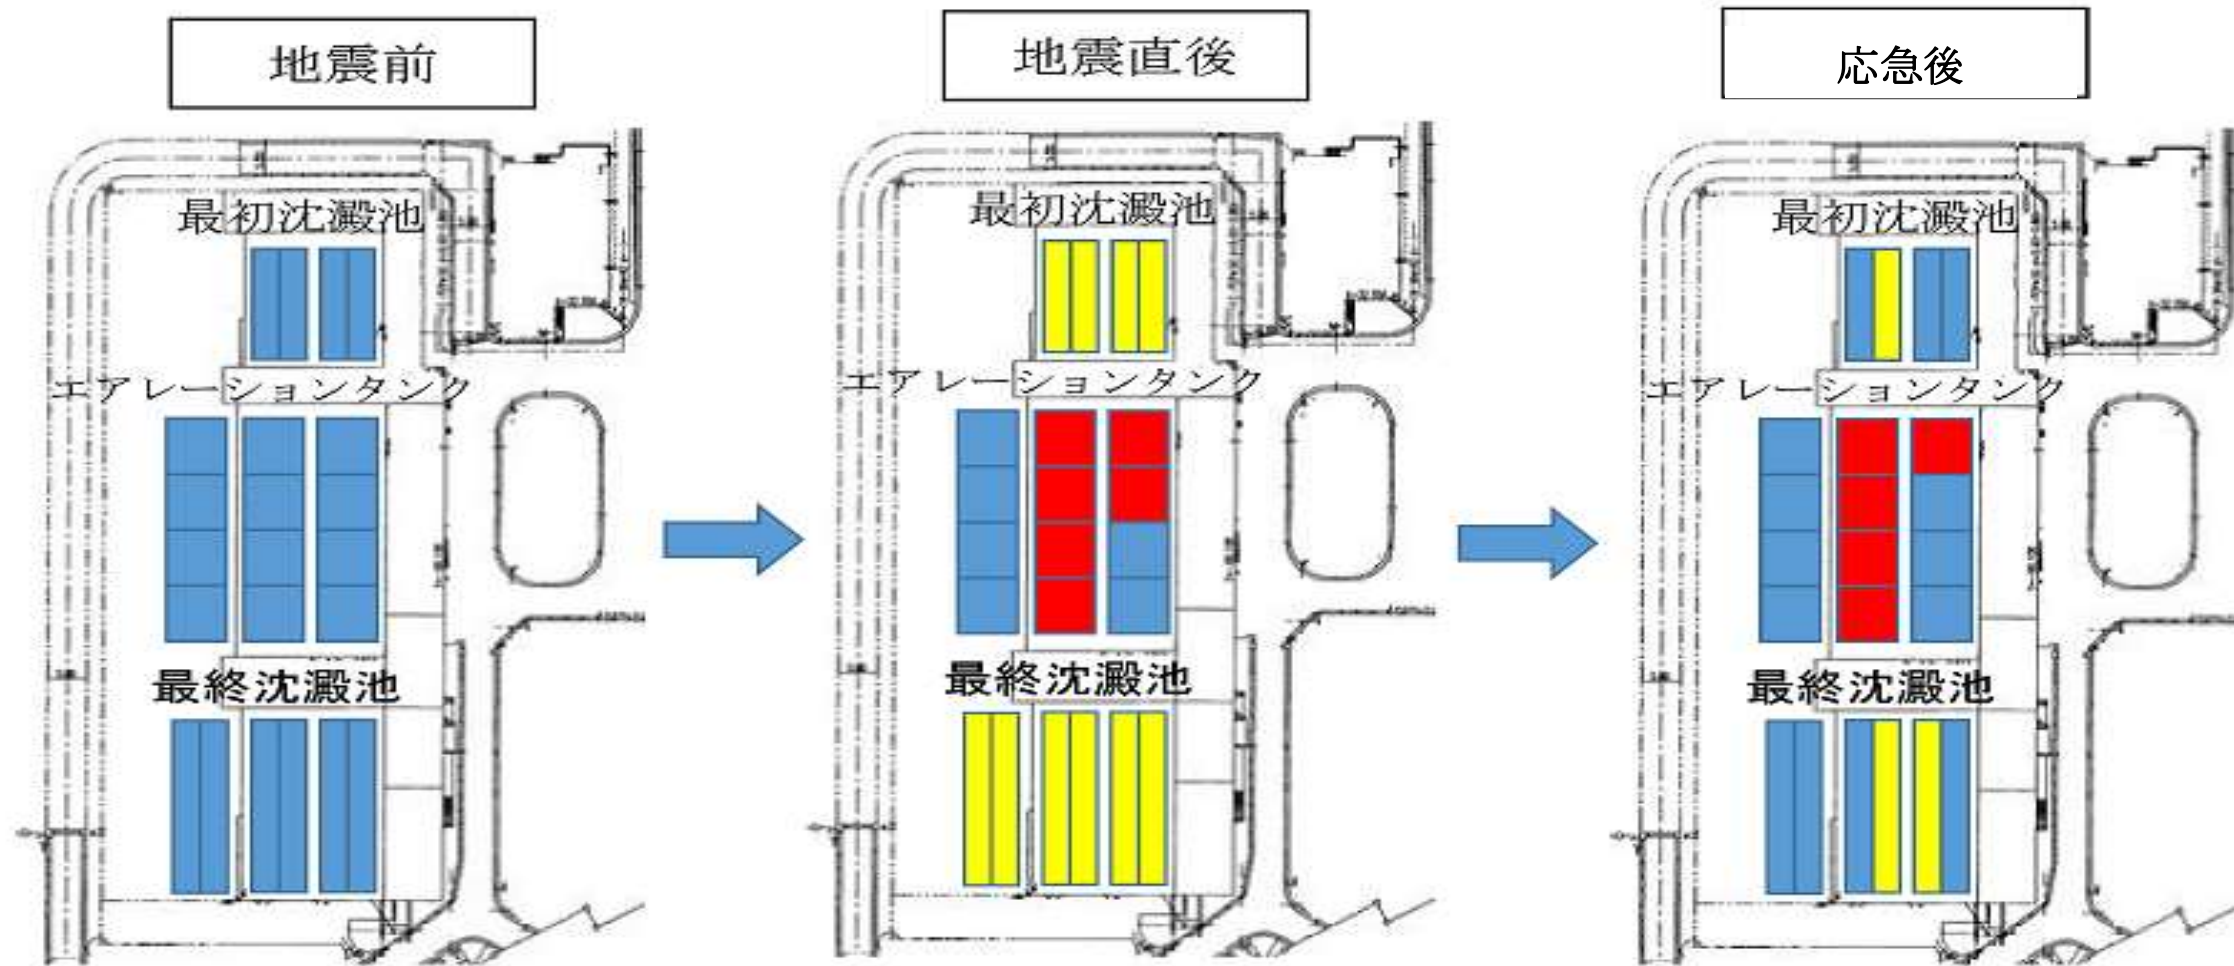 地震前
地震直後
応急後
最初沈澱池
最初沈澱池
最初沈澱池
エアレーションタンク
エアレーションタンク
エアレーションタンク
最終沈澱池
最終沈澱池
最終沈澱池